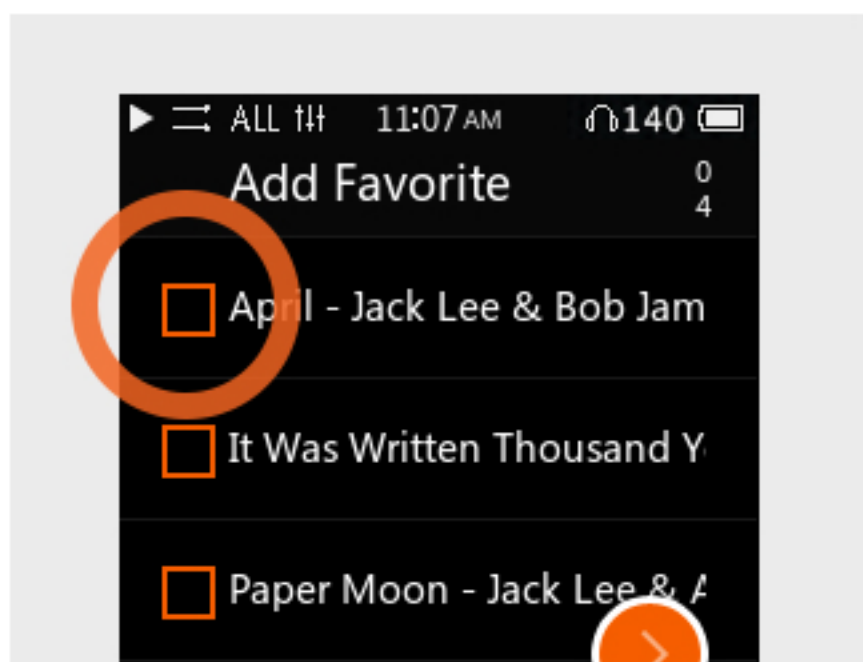 ALL 11:07 AM 140
Add Favorite
0
4
April - Jack Lee & Bob Jam
It Was Written Thousand
Paper Moon - Jack Lee &